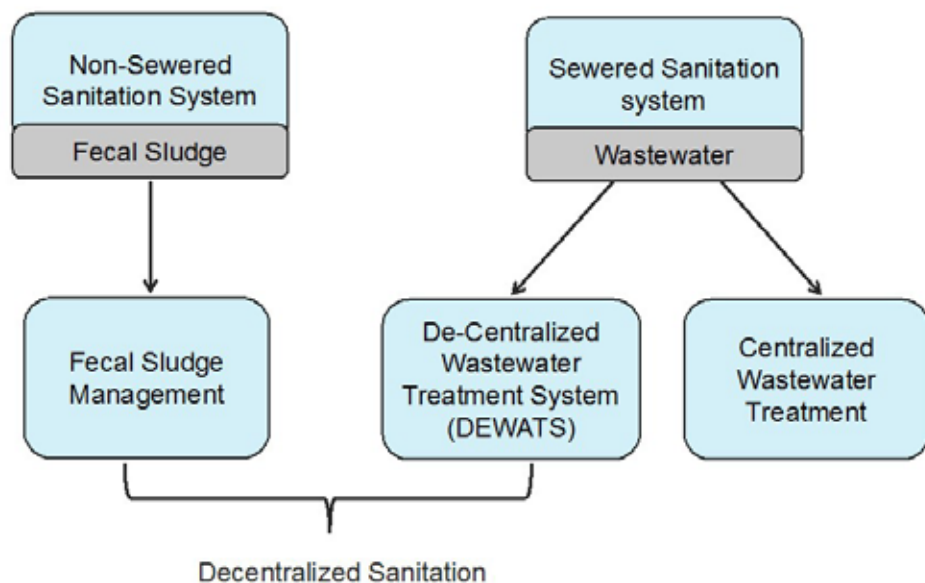 Non-Sewered
Sanitation System
Fecal Sludge
Sewered Sanitation
system
Wastewater
Fecal Sludge
Management
De-Centralized
Wastewater
Treatment System
(DEWATS)
Centralized
Wastewater
Treatment
Decentralized Sanitation